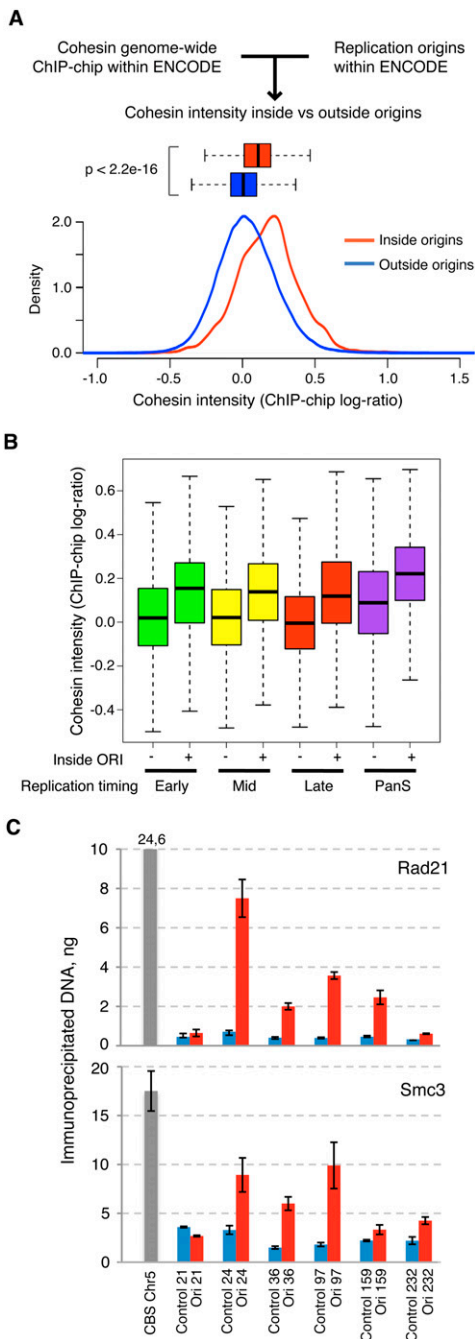 A
Cohesin genome-wide
ChIP-chip within ENCODE
Replication origins
within ENCODE
Cohesin intensity inside vs outside origins
p < 2.2e-16
2.0
1.0
0.0
Density
Inside origins
Outside origins
-1.0 -0.5 0.0 0.5 1.0 1.5
Cohesin intensity (ChIP-chip log-ratio)
B
Cohesin intensity (ChIP-chip
log-ratio)
0.6
0.4
0.2
0.0
-0.4
Inside ORI - + - + - + - +
Replication timing Early Mid Late PanS
C
24,6
Rad21
10
8
6
4
2
0
Immunoprecipitated DNA, ng
Smc3
20
15
10
5
0
CBS Chr5
Control 21
Ori 21
Control 24
Ori 24
Control 36
Ori 36
Control 97
Ori 97
Control 159
Ori 159
Control 232
Ori 232